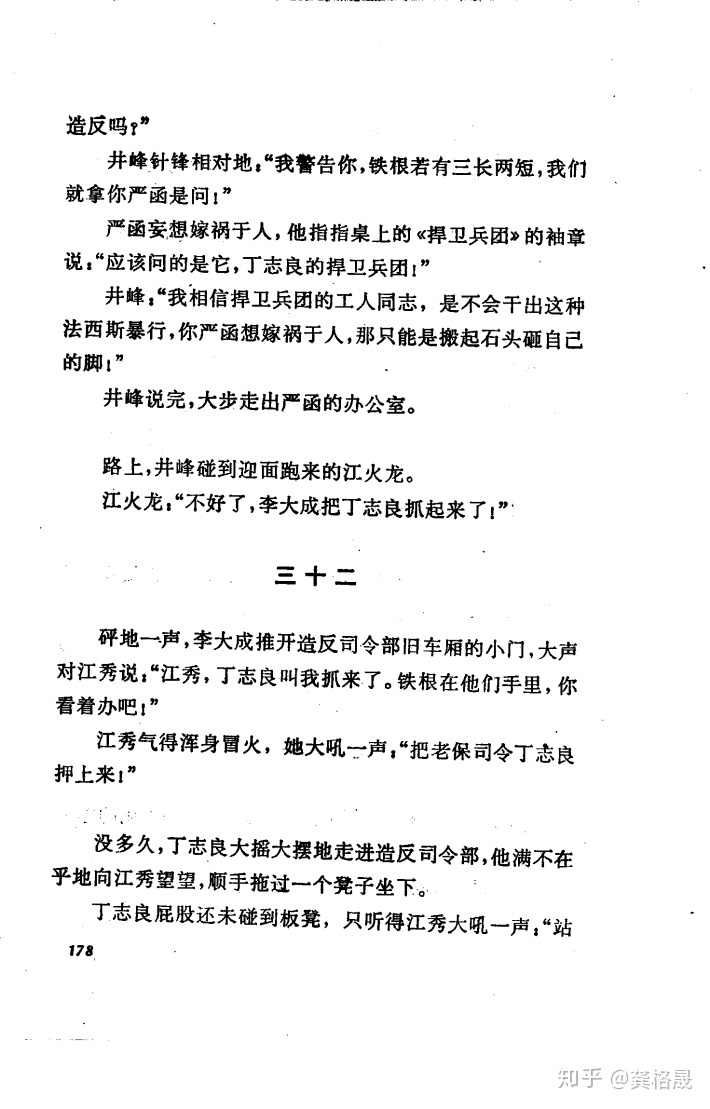 造反吗?”
井峰针锋相对地:“我警告你,铁根若有三长两短,我们
就拿你严函是问!”
严函妄想嫁祸于人,他指指桌上的《捍卫兵团》的袖章
说:“应该问的是它,丁志良的捍卫兵团!”
井峰:“我相信捍卫兵团的工人同志,是不会干出这种
法西斯暴行,你严函想嫁祸于人,那只能是搬起石头砸自己
的脚!”
井峰说完,大步走出严函的办公室。
路上,井峰碰到迎面跑来的江火龙。
江火龙:“不好了,李大成把丁志良抓起来了!”
三十二
砰地一声,李大成推开造反司令部旧车厢的小门,大声
对江秀说:“江秀,丁志良叫我抓来了。铁根在他们手里,你
看着办吧!”
江秀气得浑身冒火,她大吼一声:“把老保司令丁志良
押上来!”
没多久,丁志良大摇大摆地走进造反司令部,他满不在
乎地向江秀望望,顺手拖过一个凳子坐下。
丁志良屁股还未碰到板凳,只听得江秀大吼一声:“站
178
知乎 @龚格晟